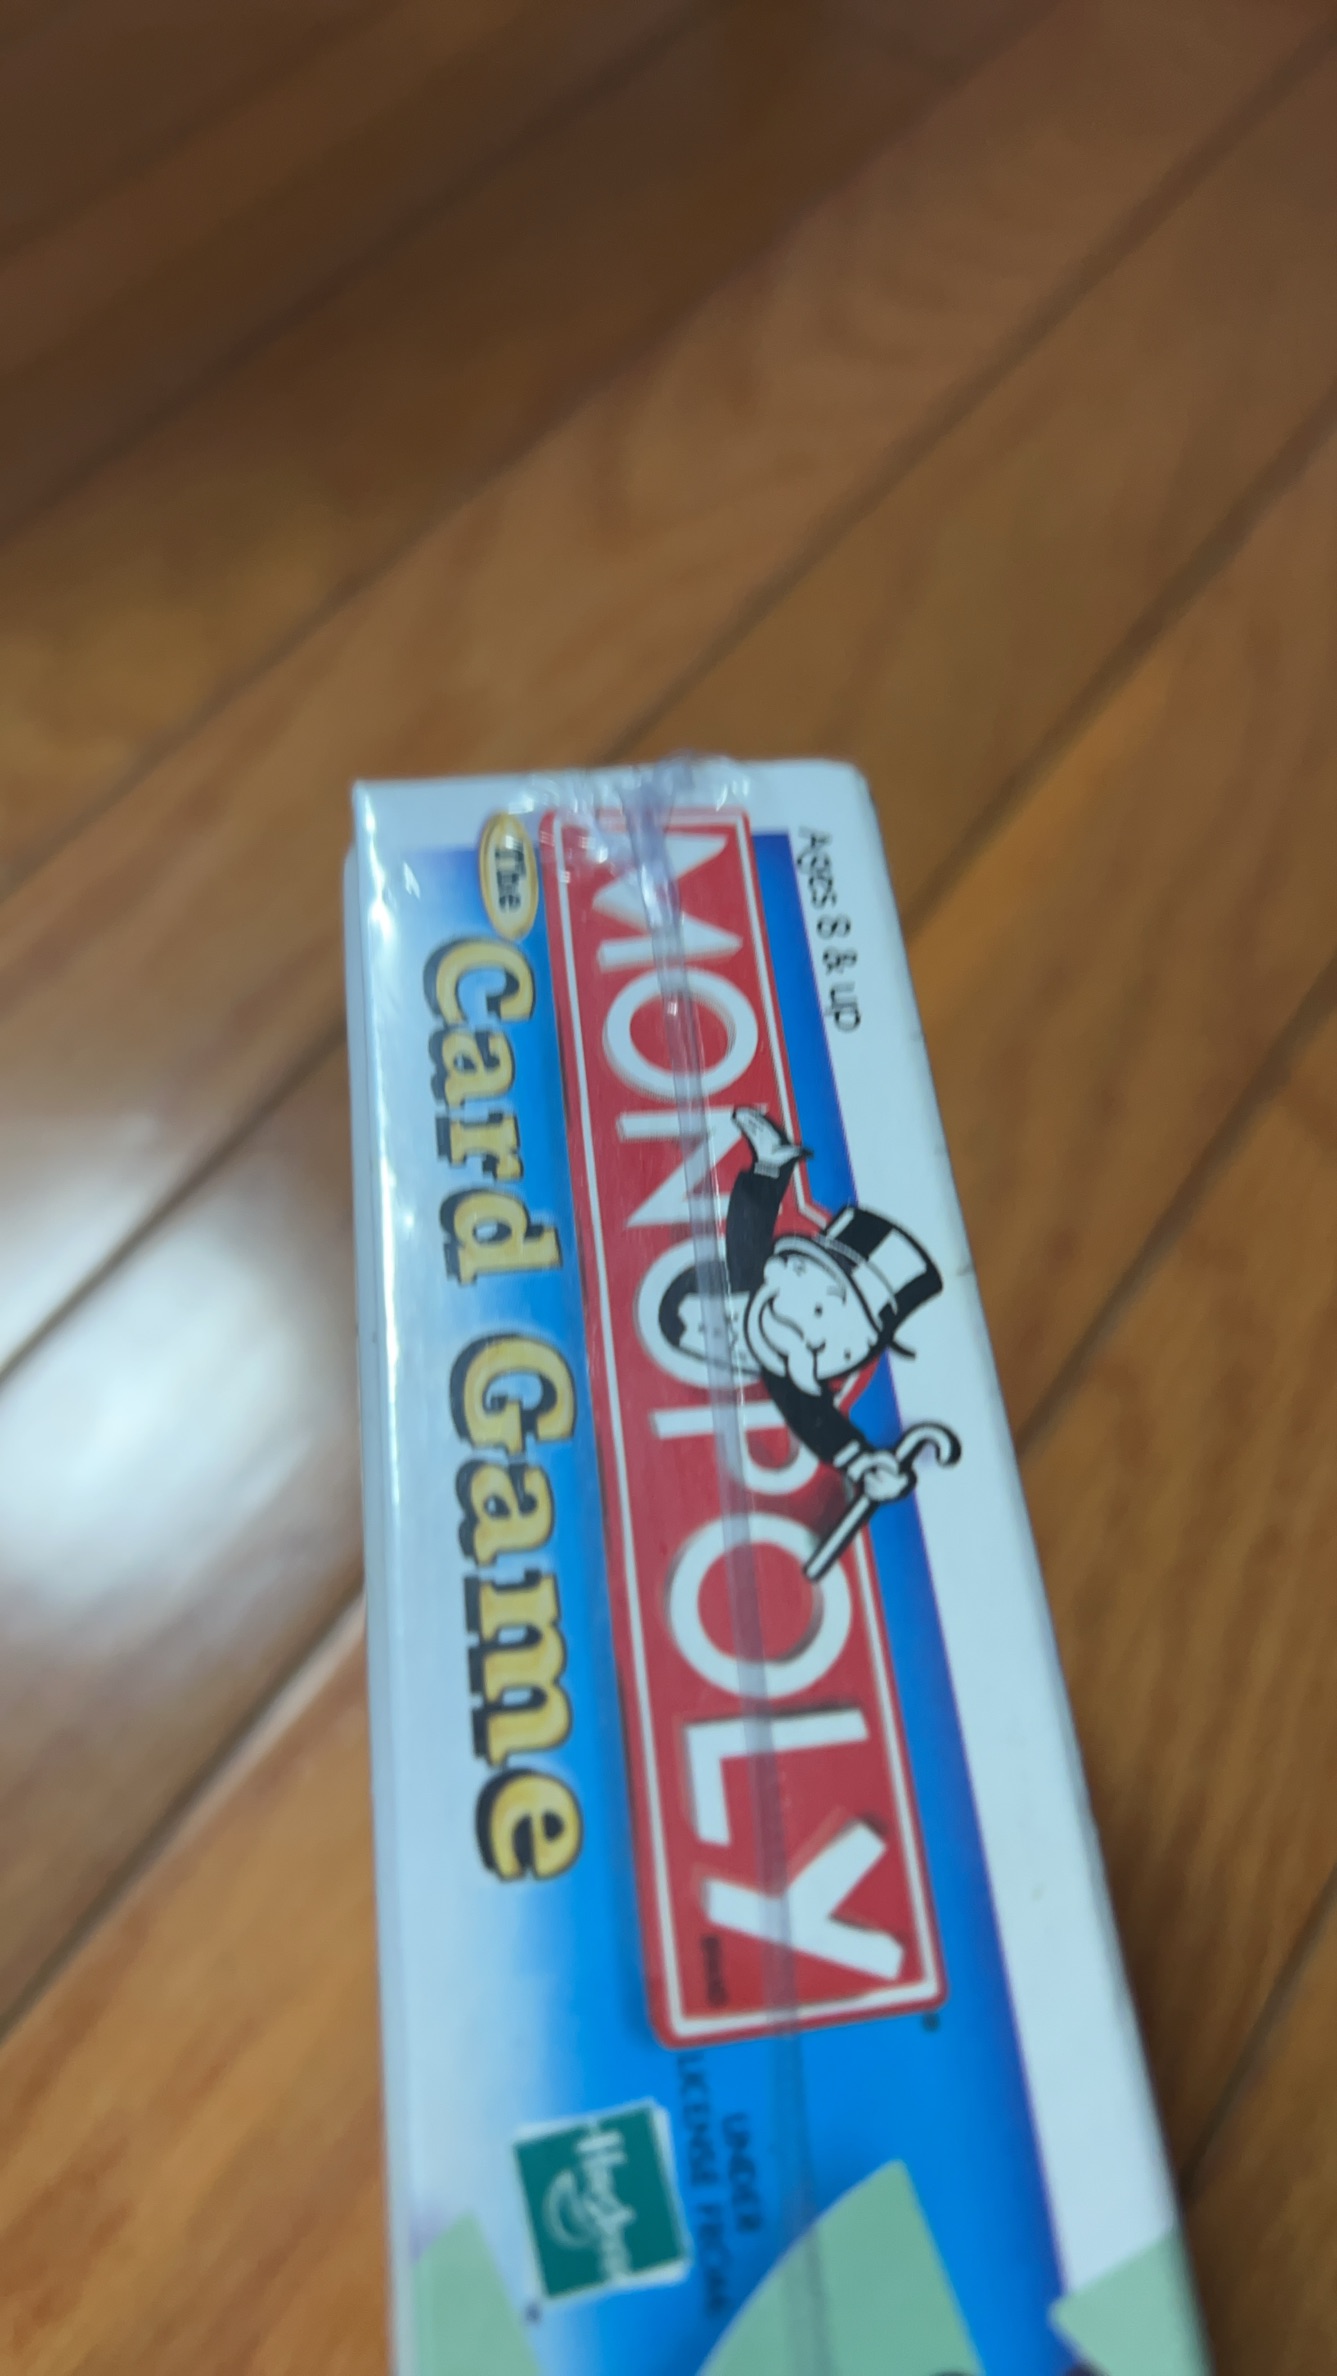 Ages 8 & up
MONOPOLY
The Card Game
UNDER
LICENSE FROM
Hasbro